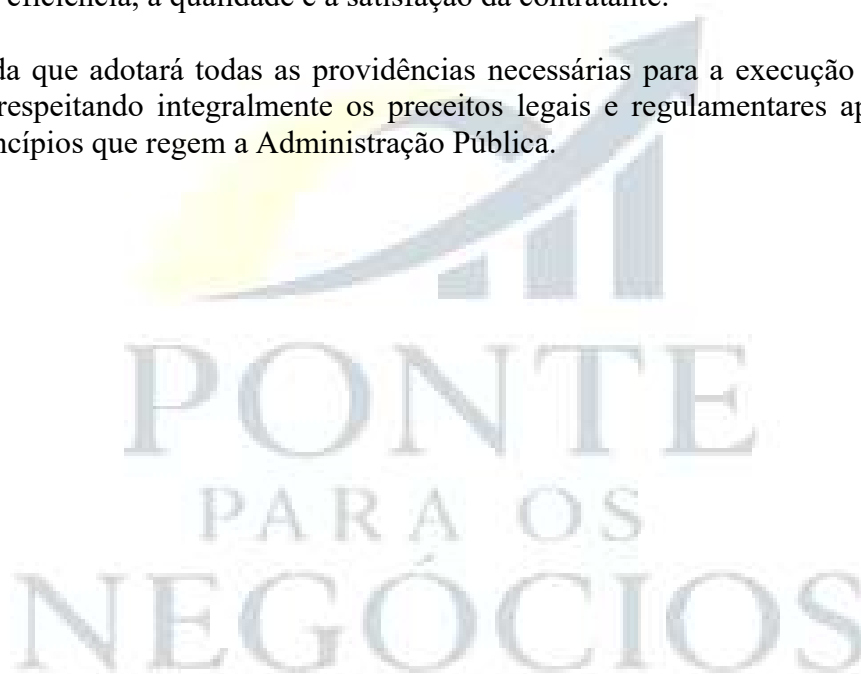 eficiência, a qualidade e a satisfação da contratante.
da que adotará todas as providências necessárias para a execução
respeitando integralmente os preceitos legais e regulamentares ap
ncípios que regem a Administração Pública.
PONTE
PARA OS
NEGÓCIOS